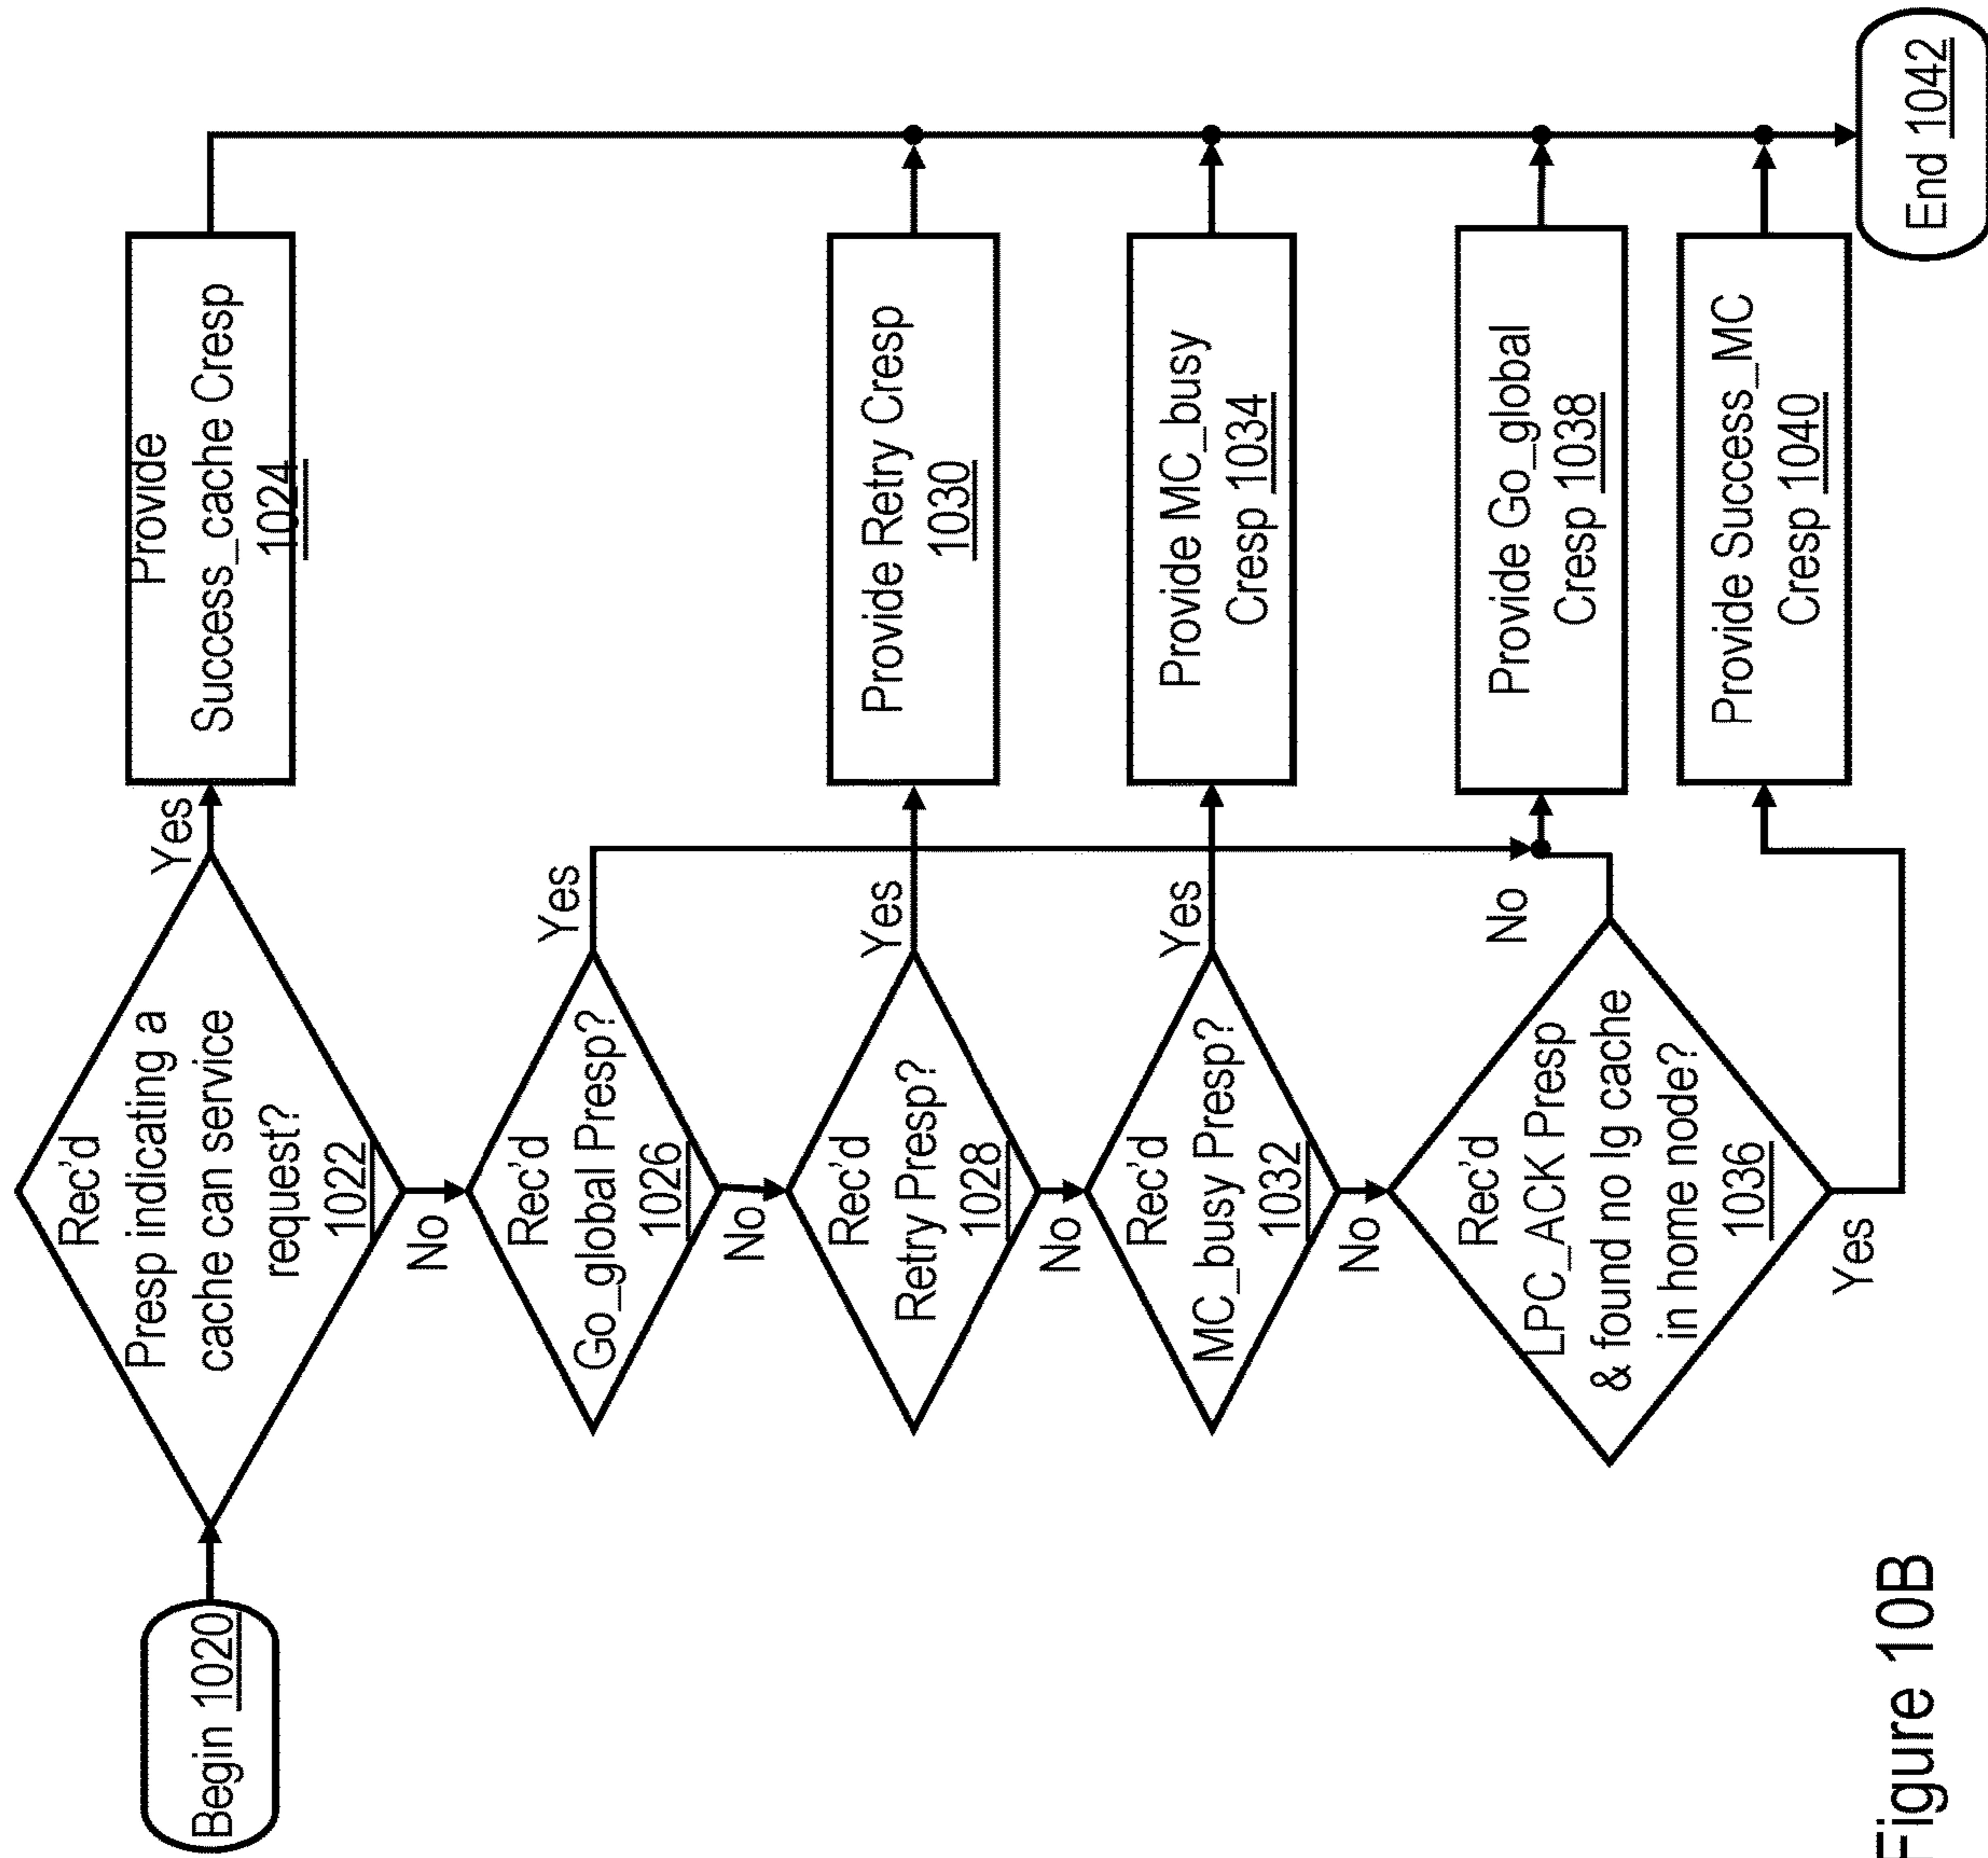 Begin 1020
Rec'd
Presp indicating a
cache can service
request?
1022
Yes
Provide
Success_cache Cresp
1024
No
Rec'd
Go_global Presp?
1026
Yes
No
Rec'd
Retry Presp?
1028
Yes
Provide Retry Cresp
1030
No
Rec'd
MC_busy Presp?
1032
Yes
Provide MC_busy
Cresp 1034
No
Rec'd
LPC_ACK Presp
& found no Ig cache
in home node?
1036
No
Provide Go_global
Cresp 1038
Yes
Provide Success_MC
Cresp 1040
End 1042
Figure 10B